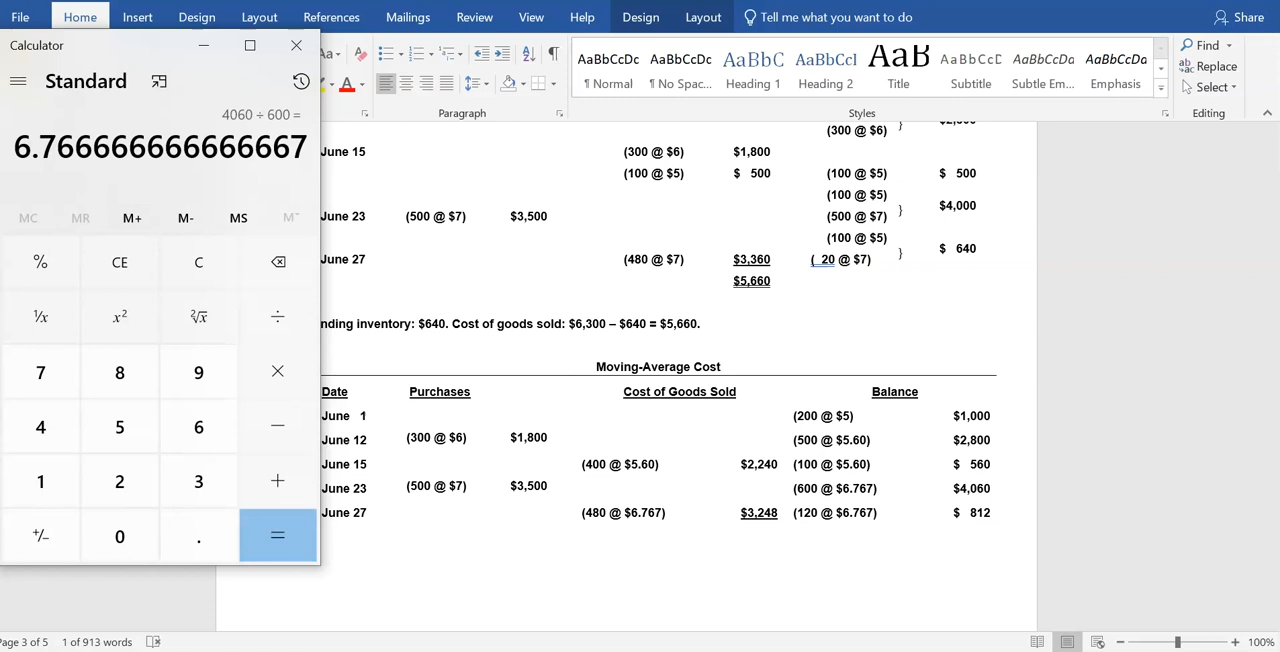 File Home Insert Design Layout References Mailings Review View Help Design Layout Tell me what you want to do Share
Calculator
Standard
4060 ÷ 600 =
6.766666666666667
MC MR M+ M- MS M˅
% CE C
¹/x x² ²√x ÷
7 8 9 ×
4 5 6 −
1 2 3 +
+/− 0 . =
Aa
A
¶
Paragraph
AaBbCcDc AaBbCcDc AaBbC AaBbCcl AaB AaBbCcD AaBbCcDa AaBbCcDa
¶ Normal ¶ No Spac... Heading 1 Heading 2 Title Subtitle Subtle Em... Emphasis
Styles
Find
Replace
Select
Editing
(300 @ $6) }
June 15 (300 @ $6) $1,800
(100 @ $5) $ 500 (100 @ $5) $ 500
(100 @ $5)
June 23 (500 @ $7) $3,500 (500 @ $7) } $4,000
(100 @ $5)
June 27 (480 @ $7) $3,360 ( 20 @ $7) } $ 640
$5,660
nding inventory: $640. Cost of goods sold: $6,300 – $640 = $5,660.
Moving-Average Cost
Date Purchases Cost of Goods Sold Balance
June 1 (200 @ $5) $1,000
June 12 (300 @ $6) $1,800 (500 @ $5.60) $2,800
June 15 (400 @ $5.60) $2,240 (100 @ $5.60) $ 560
June 23 (500 @ $7) $3,500 (600 @ $6.767) $4,060
June 27 (480 @ $6.767) $3,248 (120 @ $6.767) $ 812
age 3 of 5 1 of 913 words 100%